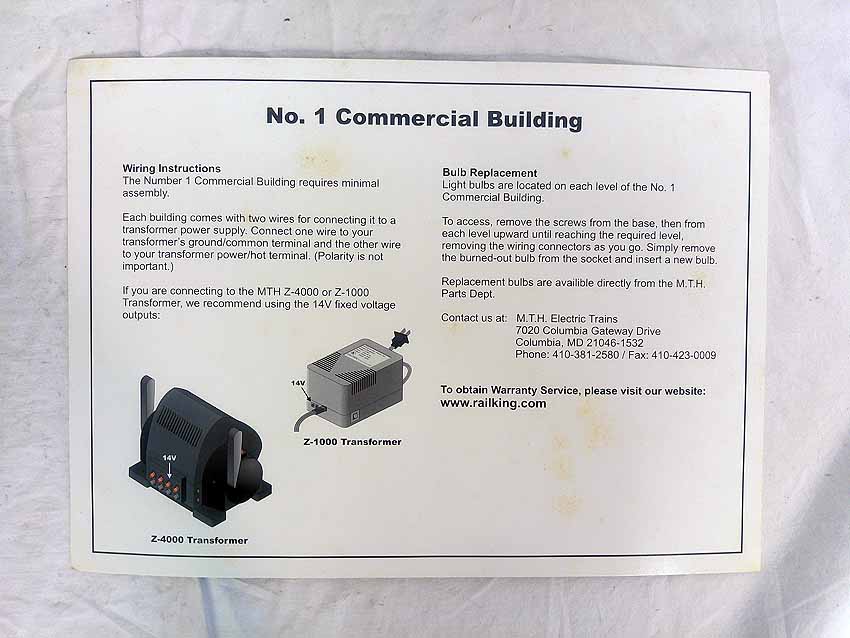 No. 1 Commercial Building
Wiring Instructions
The Number 1 Commercial Building requires minimal
assembly.
Each building comes with two wires for connecting it to a
transformer power supply. Connect one wire to your
transformer's ground/common terminal and the other wire
to your transformer power/hot terminal. (Polarity is not
important.)
If you are connecting to the MTH Z-4000 or Z-1000
Transformer, we recommend using the 14V fixed voltage
outputs:
14V
Z-1000 Transformer
14V
Z-4000 Transformer
Bulb Replacement
Light bulbs are located on each level of the No. 1
Commercial Building.
To access, remove the screws from the base, then from
each level upward until reaching the required level,
removing the wiring connectors as you go. Simply remove
the burned-out bulb from the socket and insert a new bulb.
Replacement bulbs are availible directly from the M.T.H.
Parts Dept.
Contact us at: M.T.H. Electric Trains
7020 Columbia Gateway Drive
Columbia, MD 21046-1532
Phone: 410-381-2580 / Fax: 410-423-0009
To obtain Warranty Service, please visit our website:
www.railking.com